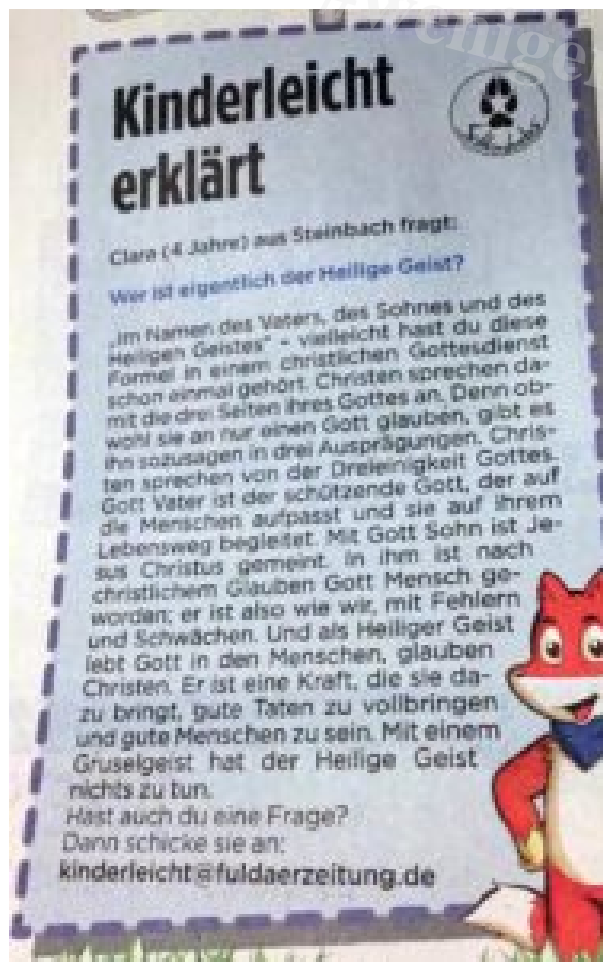 weniger
Kinderleicht
erklärt
Clara (4 Jahre) aus Steinbach fragt:
Wer ist eigentlich der Heilige Geist?
„Im Namen des Vaters, des Sohnes und des
Heiligen Geistes“ – vielleicht hast du diese
Formel in einem christlichen Gottesdienst
schon einmal gehört. Christen sprechen da-
mit die drei Seiten ihres Gottes an. Denn ob-
wohl sie an nur einen Gott glauben, gibt es
ihn sozusagen in drei Ausprägungen. Chris-
ten sprechen von der Dreieinigkeit Gottes.
Gott Vater ist der schützende Gott, der auf
die Menschen aufpasst und sie auf ihrem
Lebensweg begleitet. Mit Gott Sohn ist Je-
sus Christus gemeint. In ihm ist nach
christlichem Glauben Gott Mensch ge-
worden; er ist also wie wir, mit Fehlern
und Schwächen. Und als Heiliger Geist
lebt Gott in den Menschen, glauben
Christen. Er ist eine Kraft, die sie da-
zu bringt, gute Taten zu vollbringen
und gute Menschen zu sein. Mit einem
Gruselgeist hat der Heilige Geist
nichts zu tun.
Hast auch du eine Frage?
Dann schicke sie an:
kinderleicht@fuldaerzeitung.de